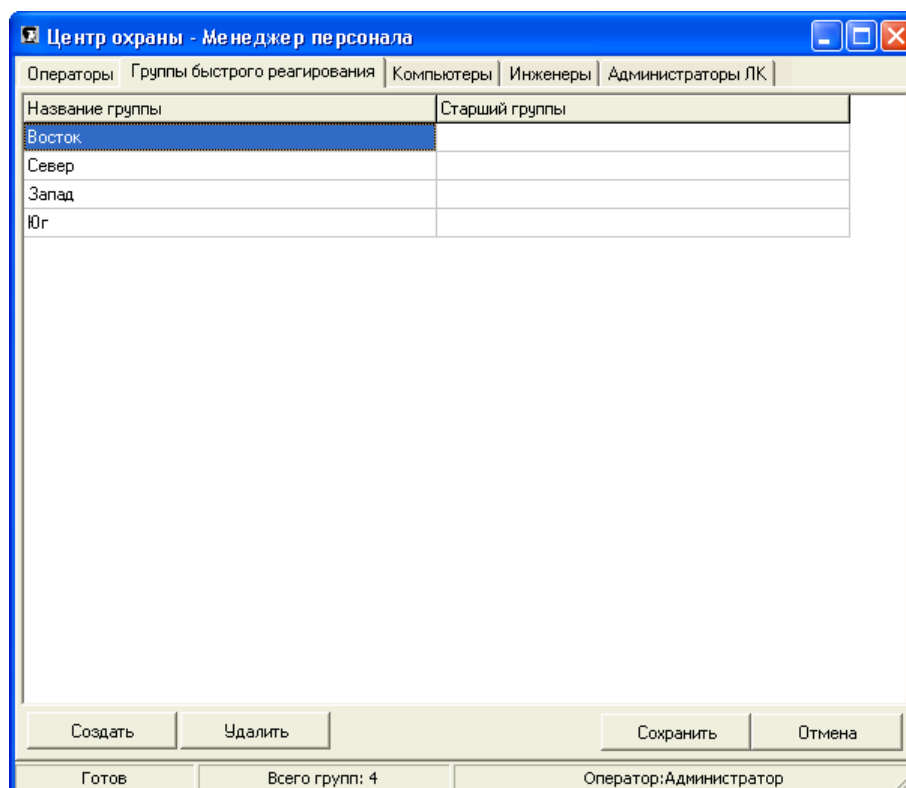 Центр охраны - Менеджер персонала
Операторы Группы быстрого реагирования Компьютеры Инженеры Администраторы ЛК
Название группы Старший группы
Восток
Север
Запад
Юг
Создать Удалить Сохранить Отмена
Готов Всего групп: 4 Оператор:Администратор